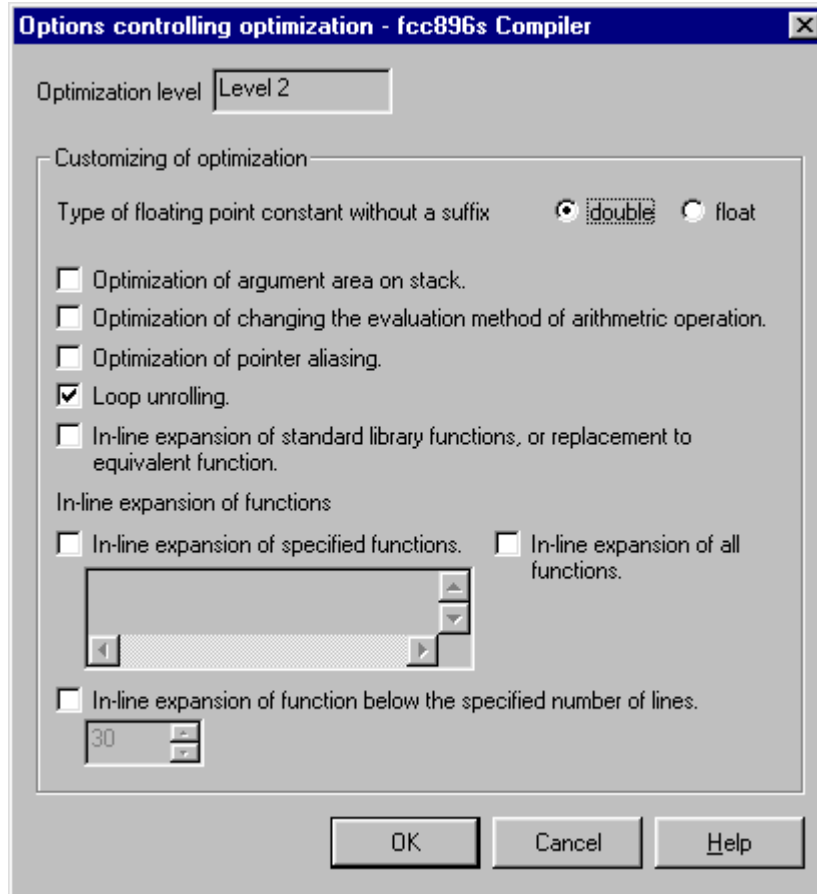 Options controlling optimization - fcc896s Compiler
Optimization level Level 2
Customizing of optimization
Type of floating point constant without a suffix double float
Optimization of argument area on stack.
Optimization of changing the evaluation method of arithmetric operation.
Optimization of pointer aliasing.
Loop unrolling.
In-line expansion of standard library functions, or replacement to
equivalent function.
In-line expansion of functions
In-line expansion of specified functions. In-line expansion of all
functions.
In-line expansion of function below the specified number of lines.
30
OK Cancel Help